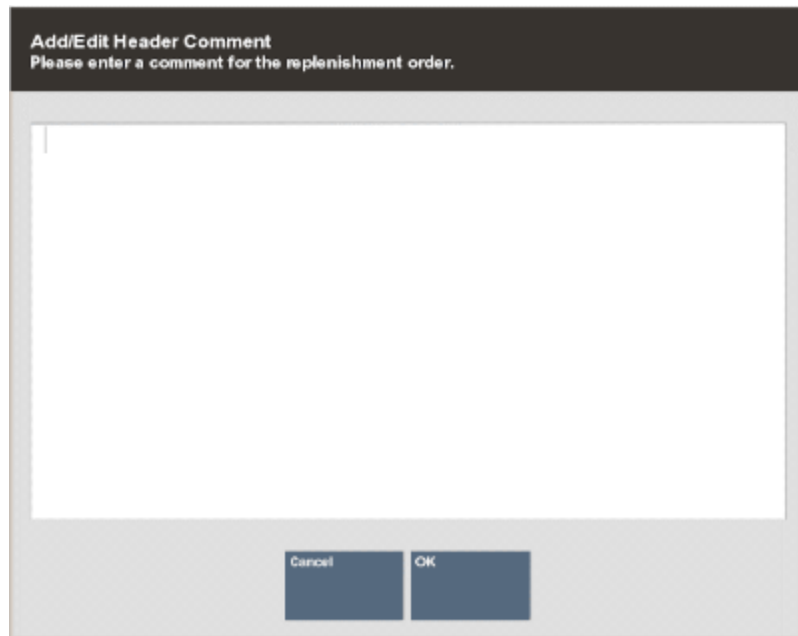 Add/Edit Header Comment
Please enter a comment for the replenishment order.
Cancel
OK